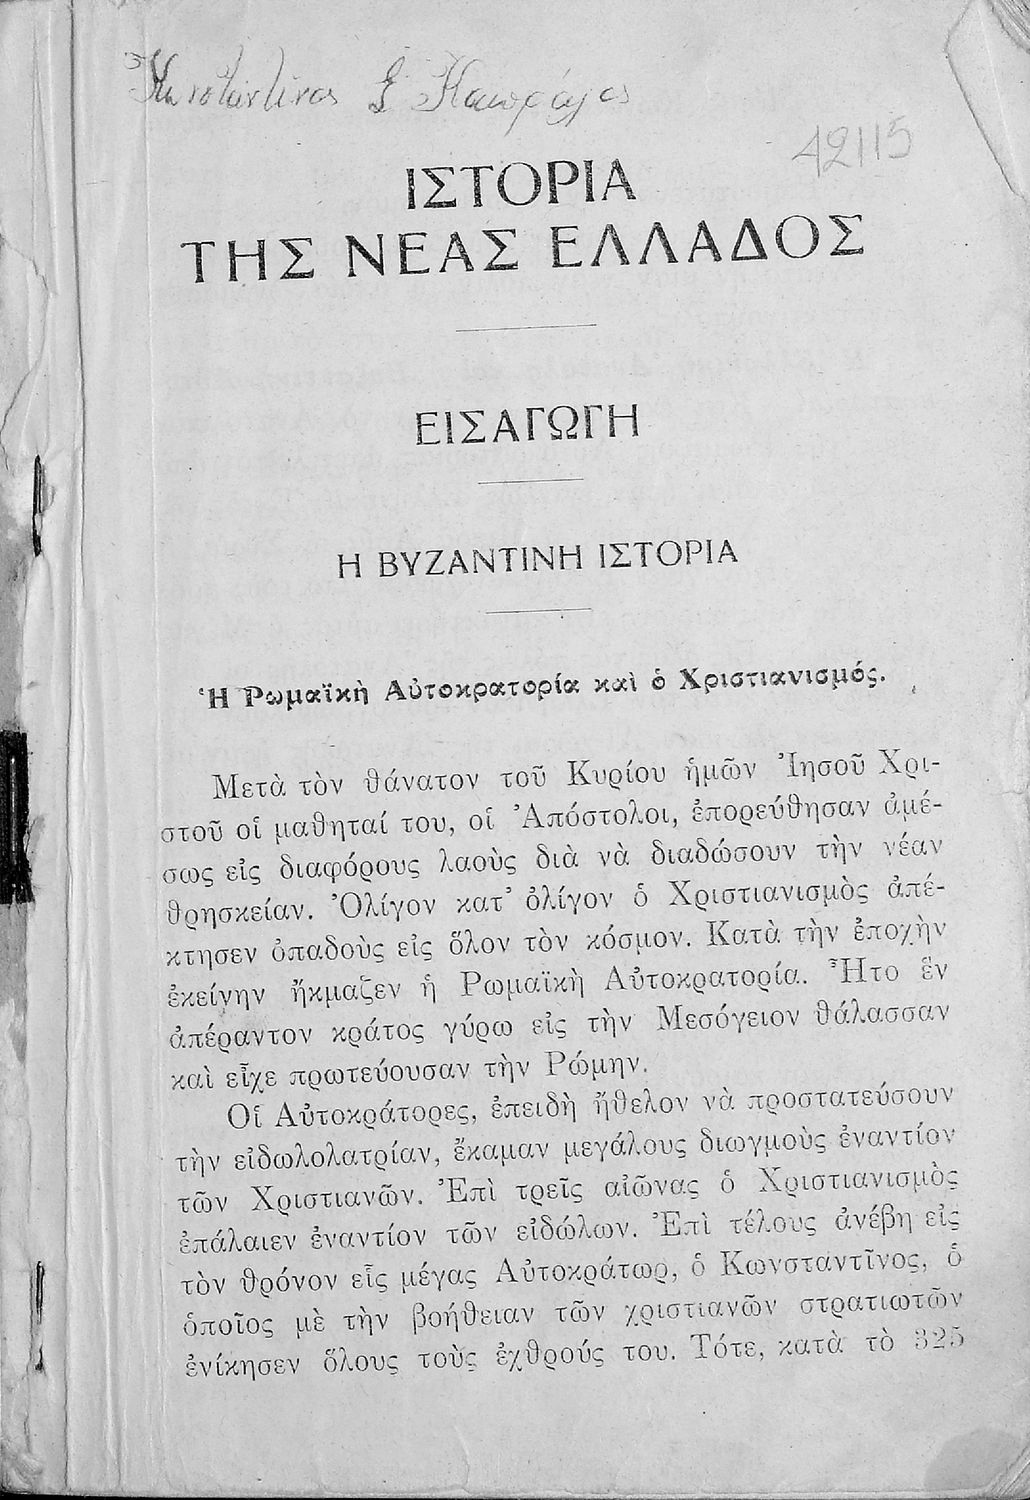 Κωνσταντίνος Σ
42115
ΙΣΤΟΡΙΑ
ΤΗΣ ΝΕΑΣ ΕΛΛΑΔΟΣ
ΕΙΣΑΓΩΓΗ
Η ΒΥΖΑΝΤΙΝΗ ΙΣΤΟΡΙΑ
Ἡ Ρωμαϊκὴ Αὐτοκρατορία καὶ ὁ Χριστιανισμός.
Μετὰ τὸν θάνατον τοῦ Κυρίου ἡμῶν Ἰησοῦ Χρι-
στοῦ οἱ μαθηταί του, οἱ Ἀπόστολοι, ἐπορεύθησαν ἀμέ-
σως εἰς διαφόρους λαοὺς διὰ νὰ διαδώσουν τὴν νέαν
θρησκείαν. Ὀλίγον κατ᾽ ὀλίγον ὁ Χριστιανισμὸς ἀπέ-
κτησεν ὀπαδοὺς εἰς ὅλον τὸν κόσμον. Κατὰ τὴν ἐποχὴν
ἐκείνην ἤκμαζεν ἡ Ρωμαϊκὴ Αὐτοκρατορία. Ἦτο ἓν
ἀπέραντον κράτος γύρω εἰς τὴν Μεσόγειον θάλασσαν
καὶ εἶχε πρωτεύουσαν τὴν Ρώμην.
Οἱ Αὐτοκράτορες, ἐπειδὴ ἤθελον νὰ προστατεύσουν
τὴν εἰδωλολατρίαν, ἔκαμαν μεγάλους διωγμοὺς ἐναντίον
τῶν Χριστιανῶν. Ἐπὶ τρεῖς αἰῶνας ὁ Χριστιανισμὸς
ἐπάλαιεν ἐναντίον τῶν εἰδώλων. Ἐπὶ τέλους ἀνέβη εἰς
τὸν θρόνον εἷς μέγας Αὐτοκράτωρ, ὁ Κωνσταντῖνος, ὁ
ὁποῖος μὲ τὴν βοήθειαν τῶν χριστιανῶν στρατιωτῶν
ἐνίκησεν ὅλους τοὺς ἐχθρούς του. Τότε, κατὰ τὸ 325